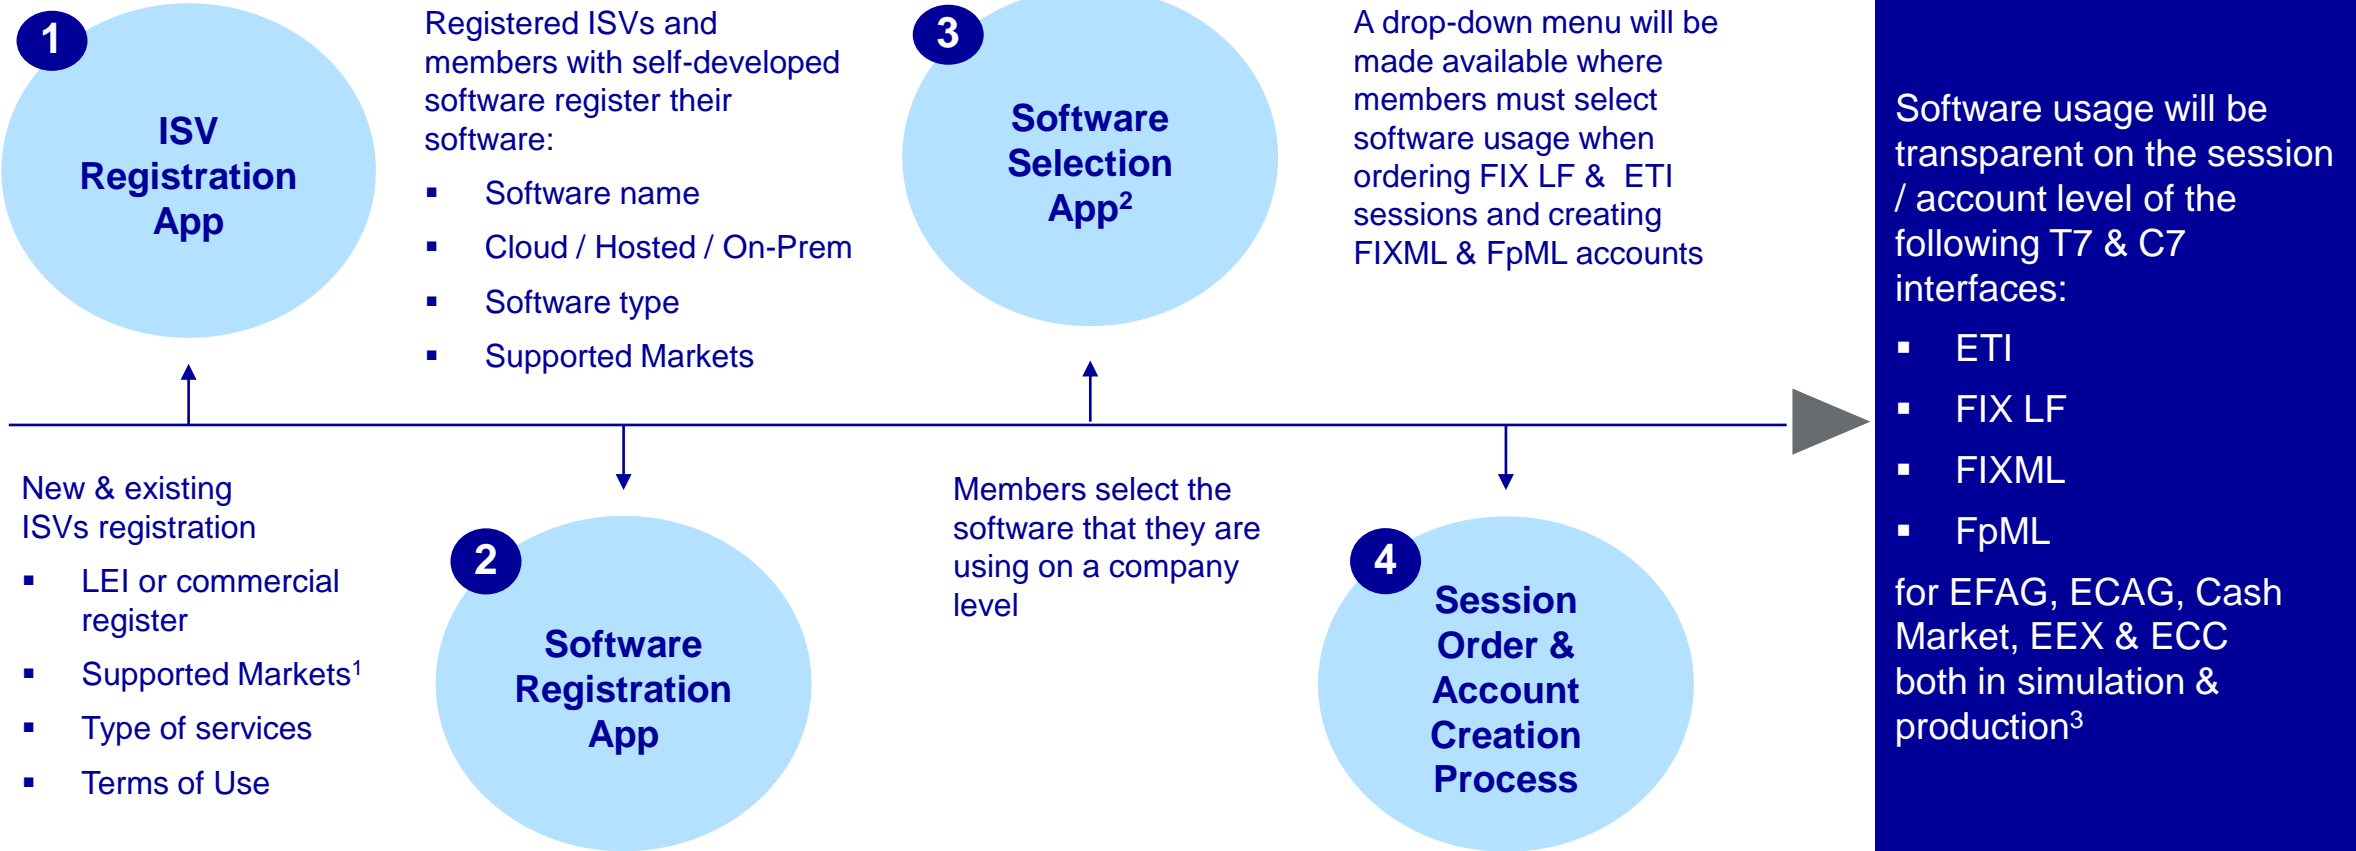 1
ISV
Registration
App
New & existing
ISVs registration
▪ LEI or commercial
register
▪ Supported Markets¹
▪ Type of services
▪ Terms of Use
Registered ISVs and
members with self-developed
software register their
software:
▪ Software name
▪ Cloud / Hosted / On-Prem
▪ Software type
▪ Supported Markets
2
Software
Registration
App
3
Software
Selection
App²
Members select the
software that they are
using on a company
level
A drop-down menu will be
made available where
members must select
software usage when
ordering FIX LF & ETI
sessions and creating
FIXML & FpML accounts
4
Session
Order &
Account
Creation
Process
Software usage will be
transparent on the session
/ account level of the
following T7 & C7
interfaces:
▪ ETI
▪ FIX LF
▪ FIXML
▪ FpML
for EFAG, ECAG, Cash
Market, EEX & ECC
both in simulation &
production³